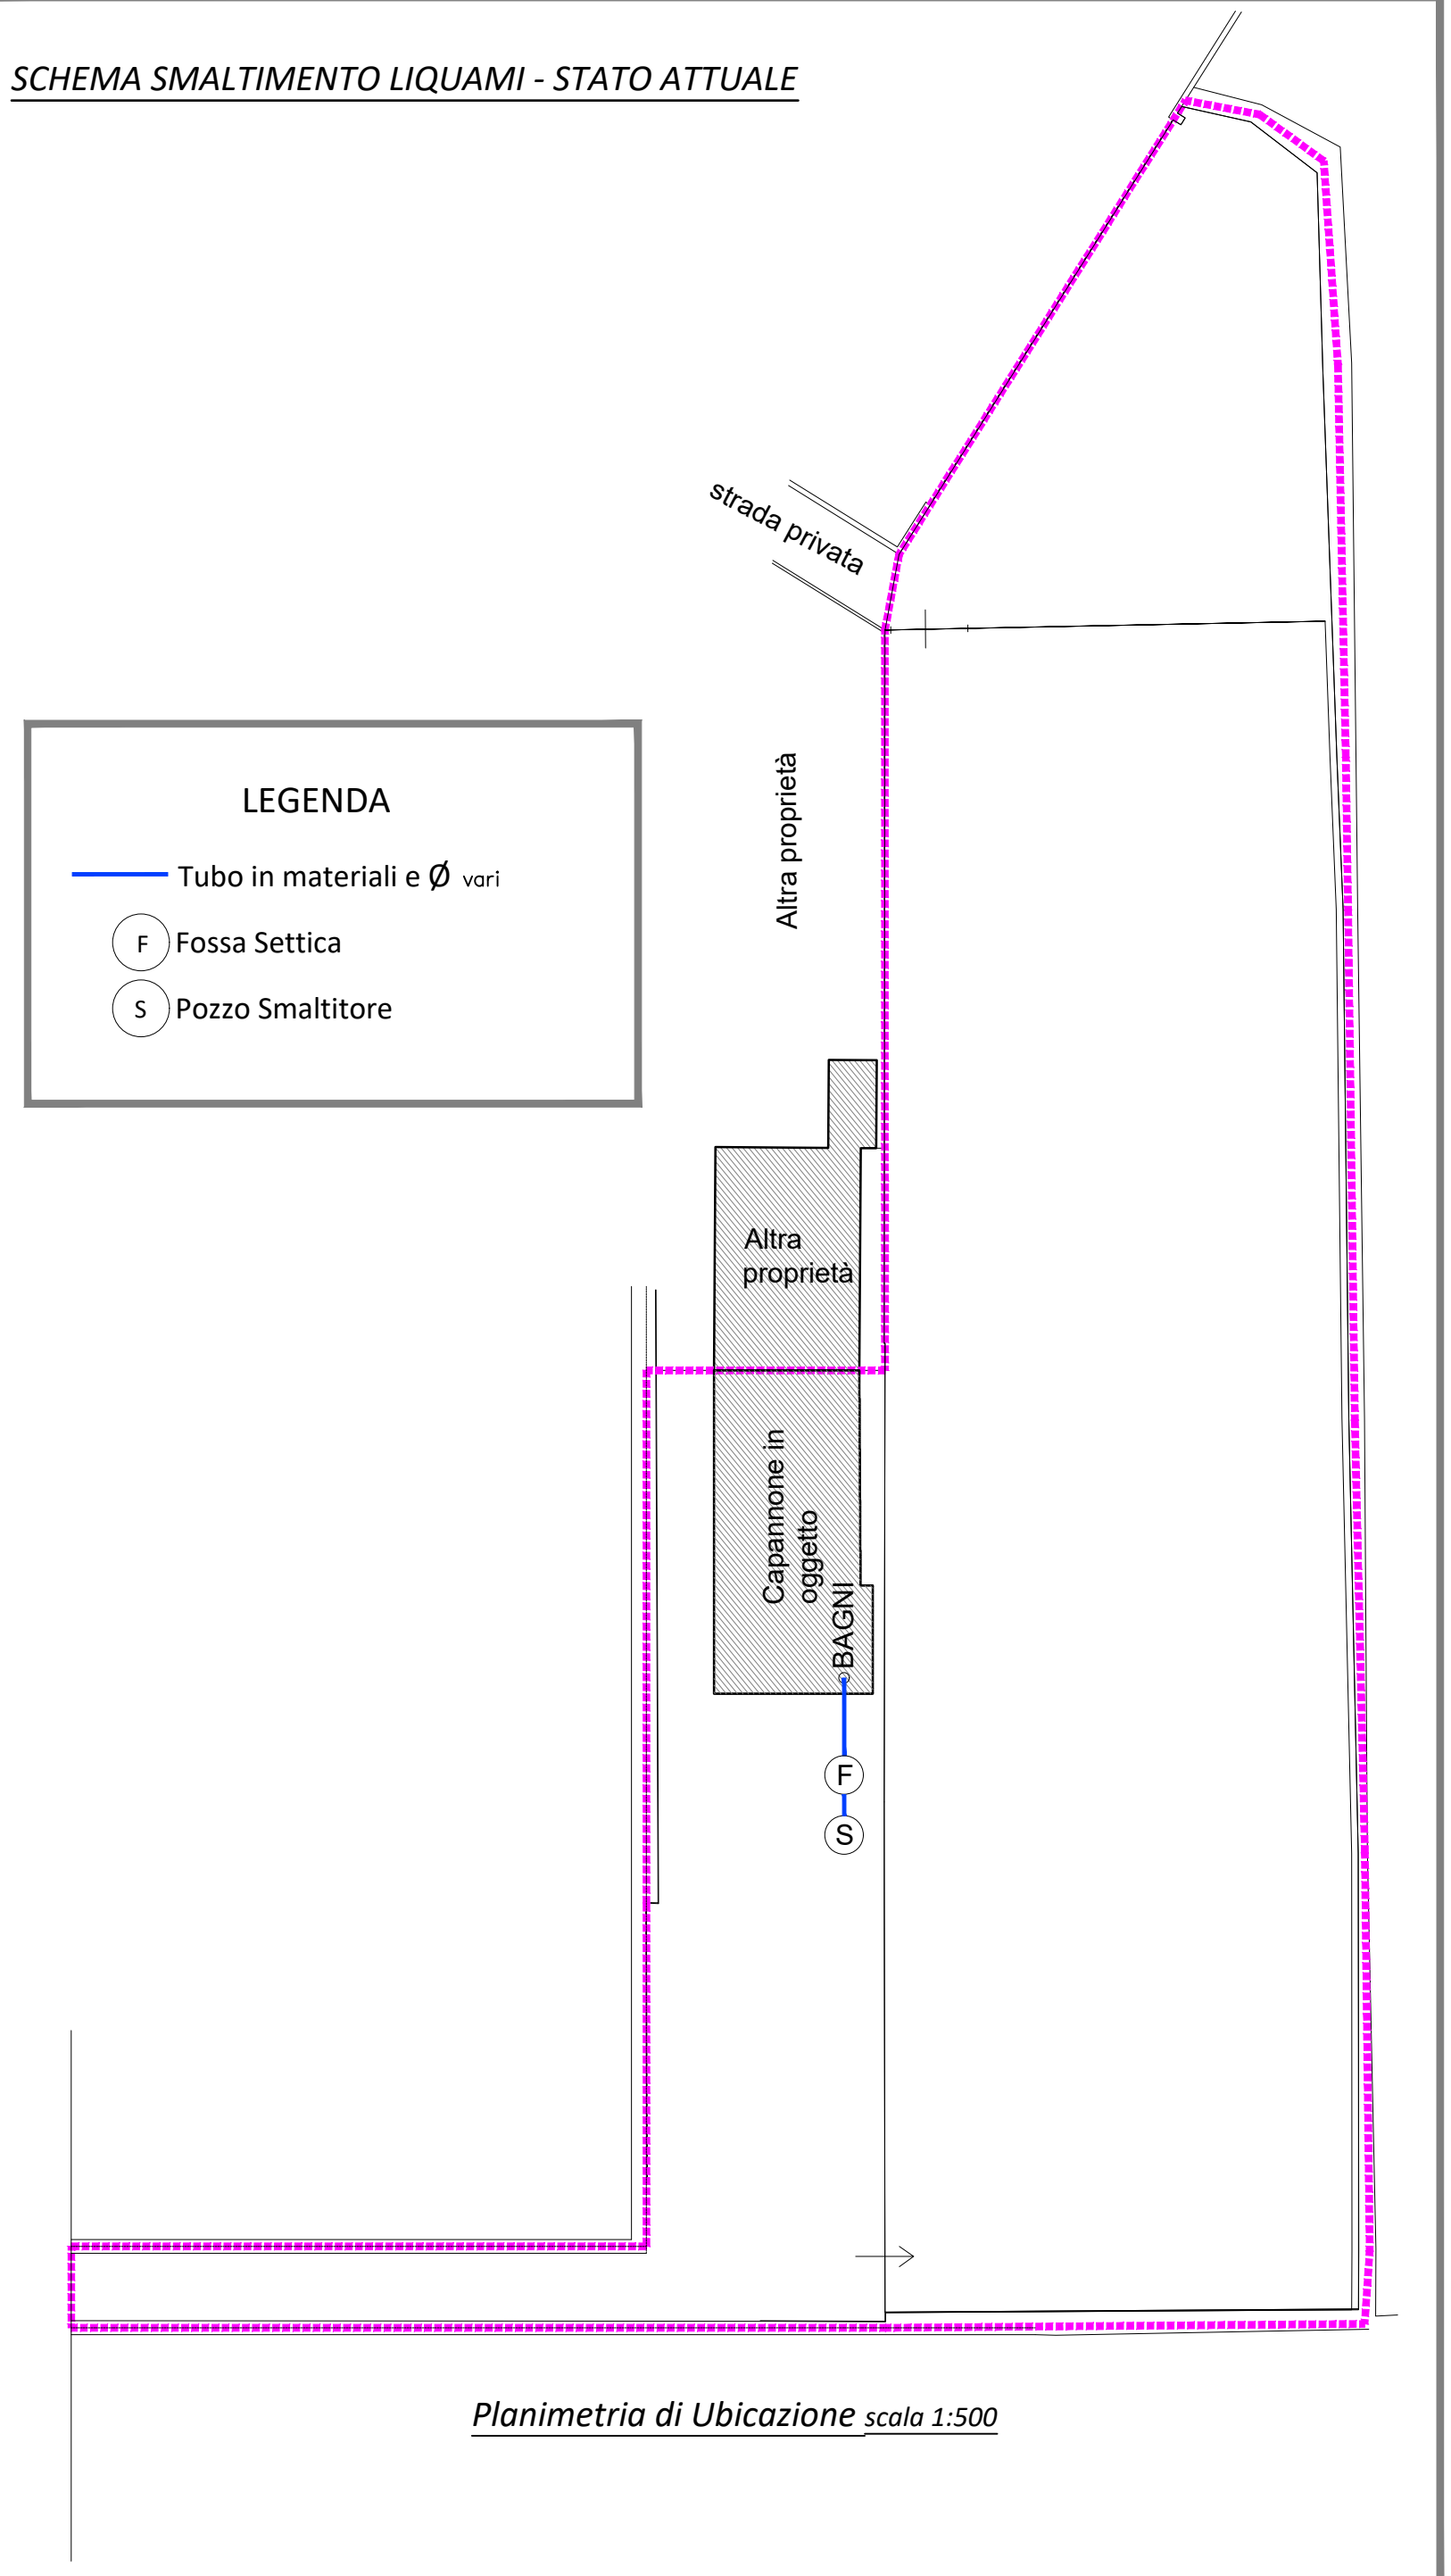 SCHEMA SMALTIMENTO LIQUAMI - STATO ATTUALE
strada privata
Altra proprietà
LEGENDA
Tubo in materiali e Ø vari
F Fossa Settica
S Pozzo Smaltitore
Altra
proprietà
Capannone in
oggetto
BAGNI
F
S
Planimetria di Ubicazione scala 1:500